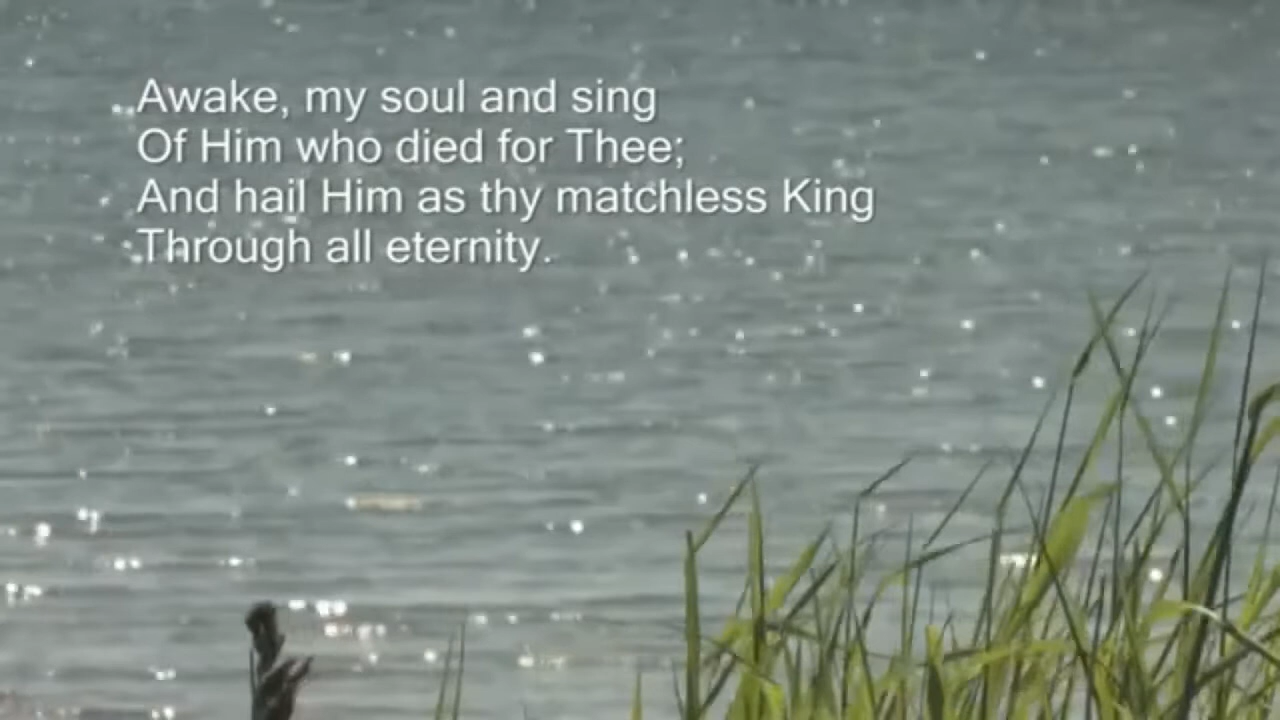 Awake, my soul and sing
Of Him who died for Thee;
And hail Him as thy matchless King
Through all eternity.